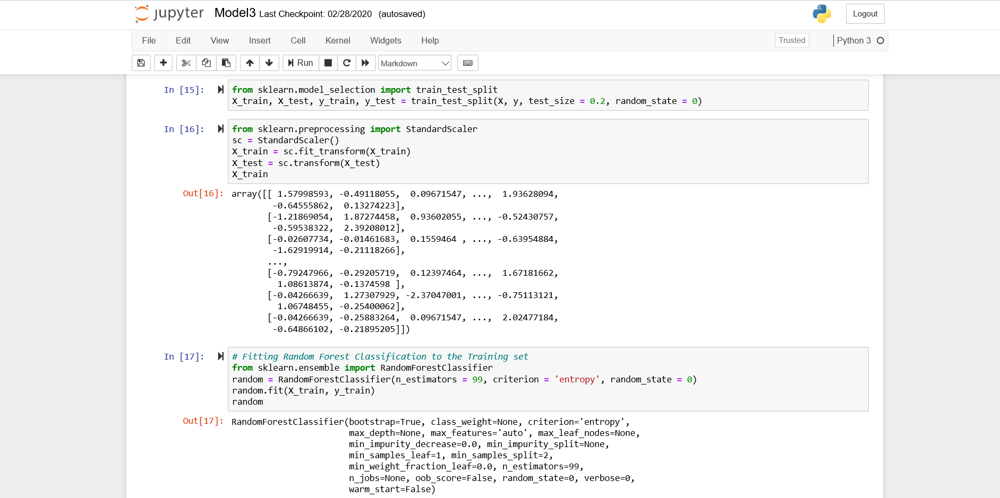 jupyter Model3 Last Checkpoint: 02/28/2020 (autosaved) Logout
File Edit View Insert Cell Kernel Widgets Help Trusted Python 3
Run Markdown
In [15]: from sklearn.model_selection import train_test_split
X_train, X_test, y_train, y_test = train_test_split(X, y, test_size = 0.2, random_state = 0)
In [16]: from sklearn.preprocessing import StandardScaler
sc = StandardScaler()
X_train = sc.fit_transform(X_train)
X_test = sc.transform(X_test)
X_train
Out[16]: array([[ 1.57998593, -0.49118055, 0.09671547, ..., 1.93628094,
-0.64555862, 0.13274223],
[-1.21869054, 1.87274458, 0.93602055, ..., -0.52430757,
-0.59538322, 2.39208012],
[-0.02607734, -0.01461683, 0.1559464 , ..., -0.63954884,
-1.62919914, -0.21118266],
...,
[-0.79247966, -0.29205719, 0.12397464, ..., 1.67181662,
1.08613874, -0.1374598 ],
[-0.04266639, 1.27307929, -2.37047001, ..., -0.75113121,
1.06748455, -0.25400062],
[-0.04266639, -0.25883264, 0.09671547, ..., 2.02477184,
-0.64866102, -0.21895205]])
In [17]: # Fitting Random Forest Classification to the Training set
from sklearn.ensemble import RandomForestClassifier
random = RandomForestClassifier(n_estimators = 99, criterion = 'entropy', random_state = 0)
random.fit(X_train, y_train)
random
Out[17]: RandomForestClassifier(bootstrap=True, class_weight=None, criterion='entropy',
max_depth=None, max_features='auto', max_leaf_nodes=None,
min_impurity_decrease=0.0, min_impurity_split=None,
min_samples_leaf=1, min_samples_split=2,
min_weight_fraction_leaf=0.0, n_estimators=99,
n_jobs=None, oob_score=False, random_state=0, verbose=0,
warm_start=False)